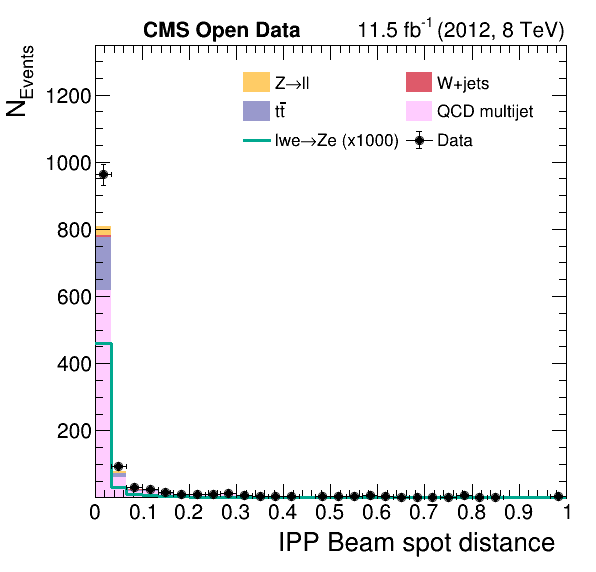 CMS Open Data 11.5 fb⁻¹ (2012, 8 TeV)
N_Events
Z→ll W+jets
tt̄ QCD multijet
lwe→Ze (x1000) Data
1200
1000
800
600
400
200
0 0.1 0.2 0.3 0.4 0.5 0.6 0.7 0.8 0.9 1
IPP Beam spot distance